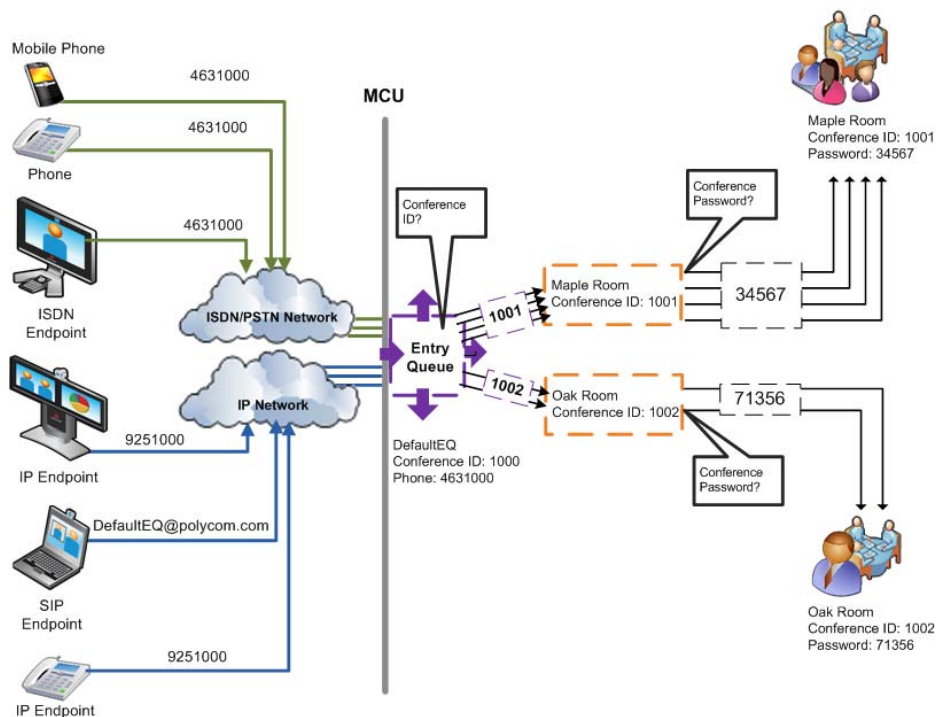 Mobile Phone
4631000
MCU
4631000
Phone
4631000
ISDN
Endpoint
ISDN/PSTN Network
IP Network
9251000
IP Endpoint
DefaultEQ@polycom.com
SIP
Endpoint
9251000
IP Endpoint
Conference
ID?
Entry
Queue
DefaultEQ
Conference ID: 1000
Phone: 4631000
1001
1002
Maple Room
Conference ID: 1001
Oak Room
Conference ID: 1002
Conference
Password?
34567
71356
Conference
Password?
Maple Room
Conference ID: 1001
Password: 34567
Oak Room
Conference ID: 1002
Password: 71356